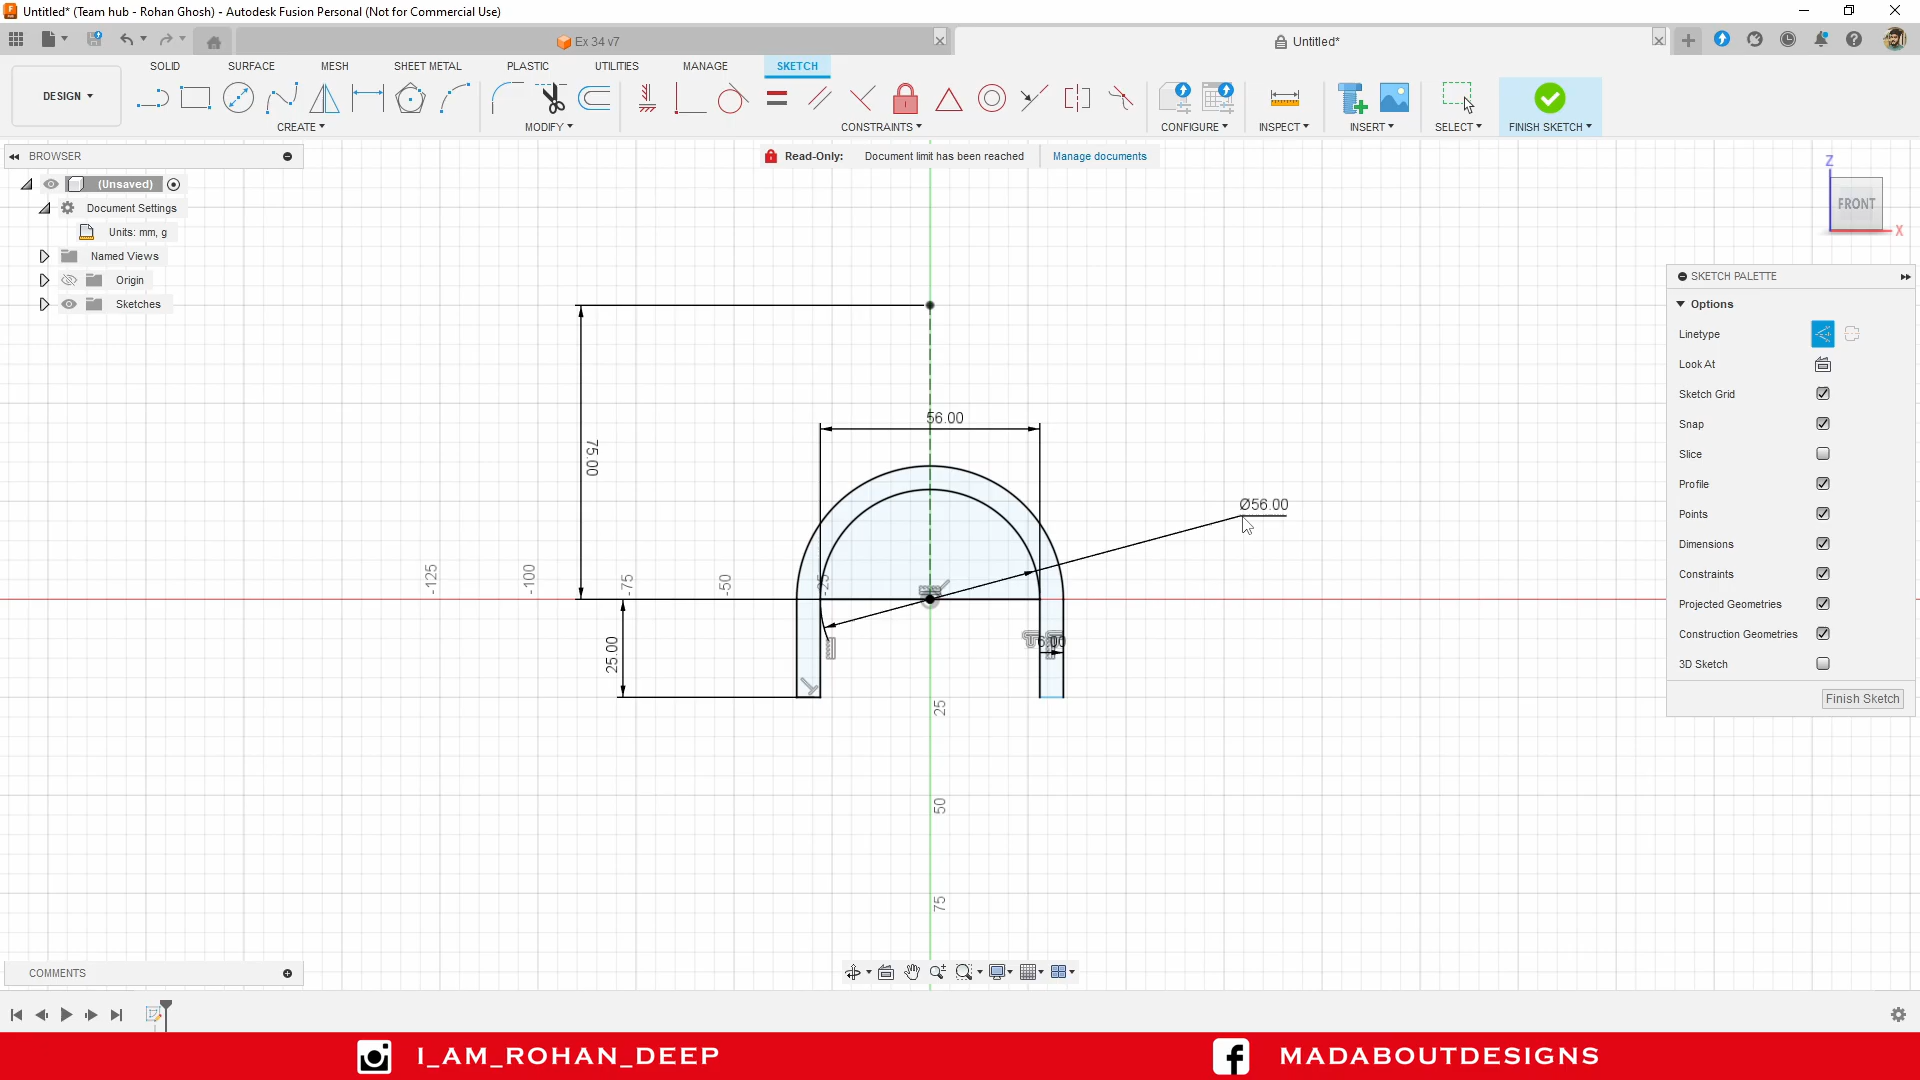 Untitled* (Team hub - Rohan Ghosh) - Autodesk Fusion Personal (Not for Commercial Use)
Ex 34 v7
Untitled*
DESIGN
SOLID
SURFACE
MESH
SHEET METAL
PLASTIC
UTILITIES
MANAGE
SKETCH
CREATE
MODIFY
CONSTRAINTS
CONFIGURE
INSPECT
INSERT
SELECT
FINISH SKETCH
BROWSER
Read-Only: Document limit has been reached
Manage documents
(Unsaved)
Document Settings
Units: mm, g
Named Views
Origin
Sketches
Z
FRONT
X
SKETCH PALETTE
Options
Linetype
Look At
Sketch Grid
Snap
Slice
Profile
Points
Dimensions
Constraints
Projected Geometries
Construction Geometries
3D Sketch
Finish Sketch
75.00
56.00
Ø56.00
-125
-100
-75
-50
-25
25.00
6.00
25
50
75
COMMENTS
I_AM_ROHAN_DEEP
MADABOUTDESIGNS